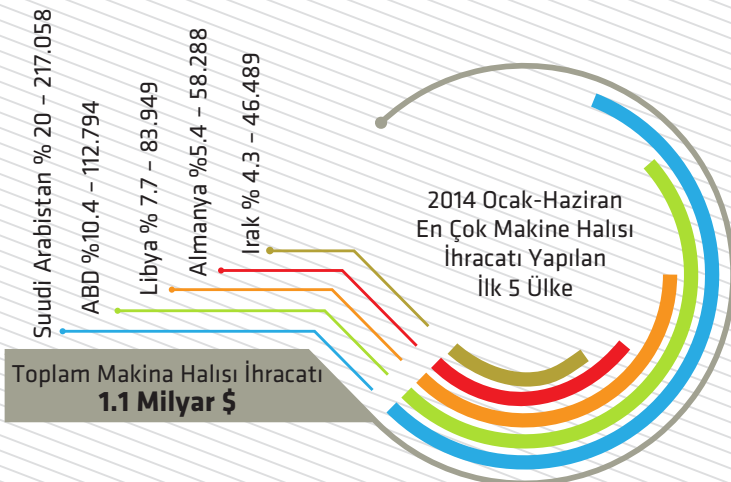 Suudi Arabistan % 20 – 217.058
ABD %10.4 – 112.794
Libya % 7.7 – 83.949
Almanya %5.4 – 58.288
Irak % 4.3 – 46.489
2014 Ocak-Haziran
En Çok Makine Halısı
İhracatı Yapılan
İlk 5 Ülke
Toplam Makina Halısı İhracatı
1.1 Milyar $